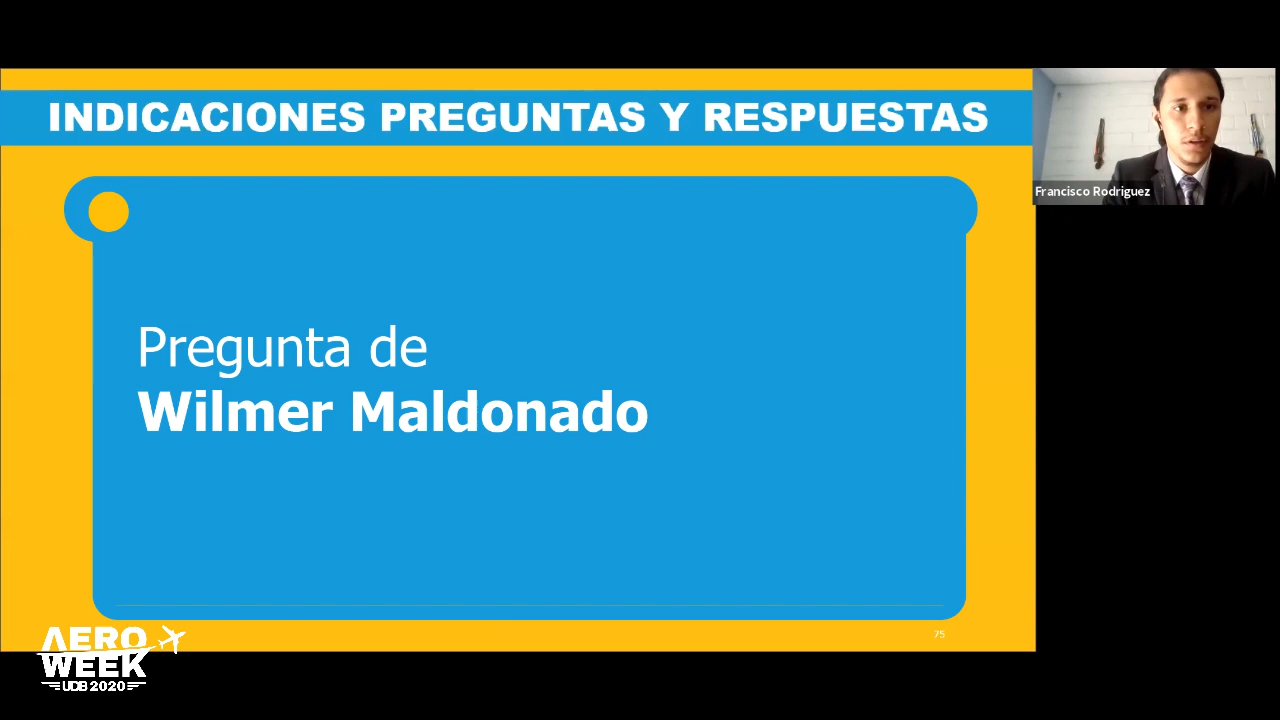 INDICACIONES PREGUNTAS Y RESPUESTAS
Francisco Rodriguez
Pregunta de
Wilmer Maldonado
75
AERO
WEEK
UDB 2020